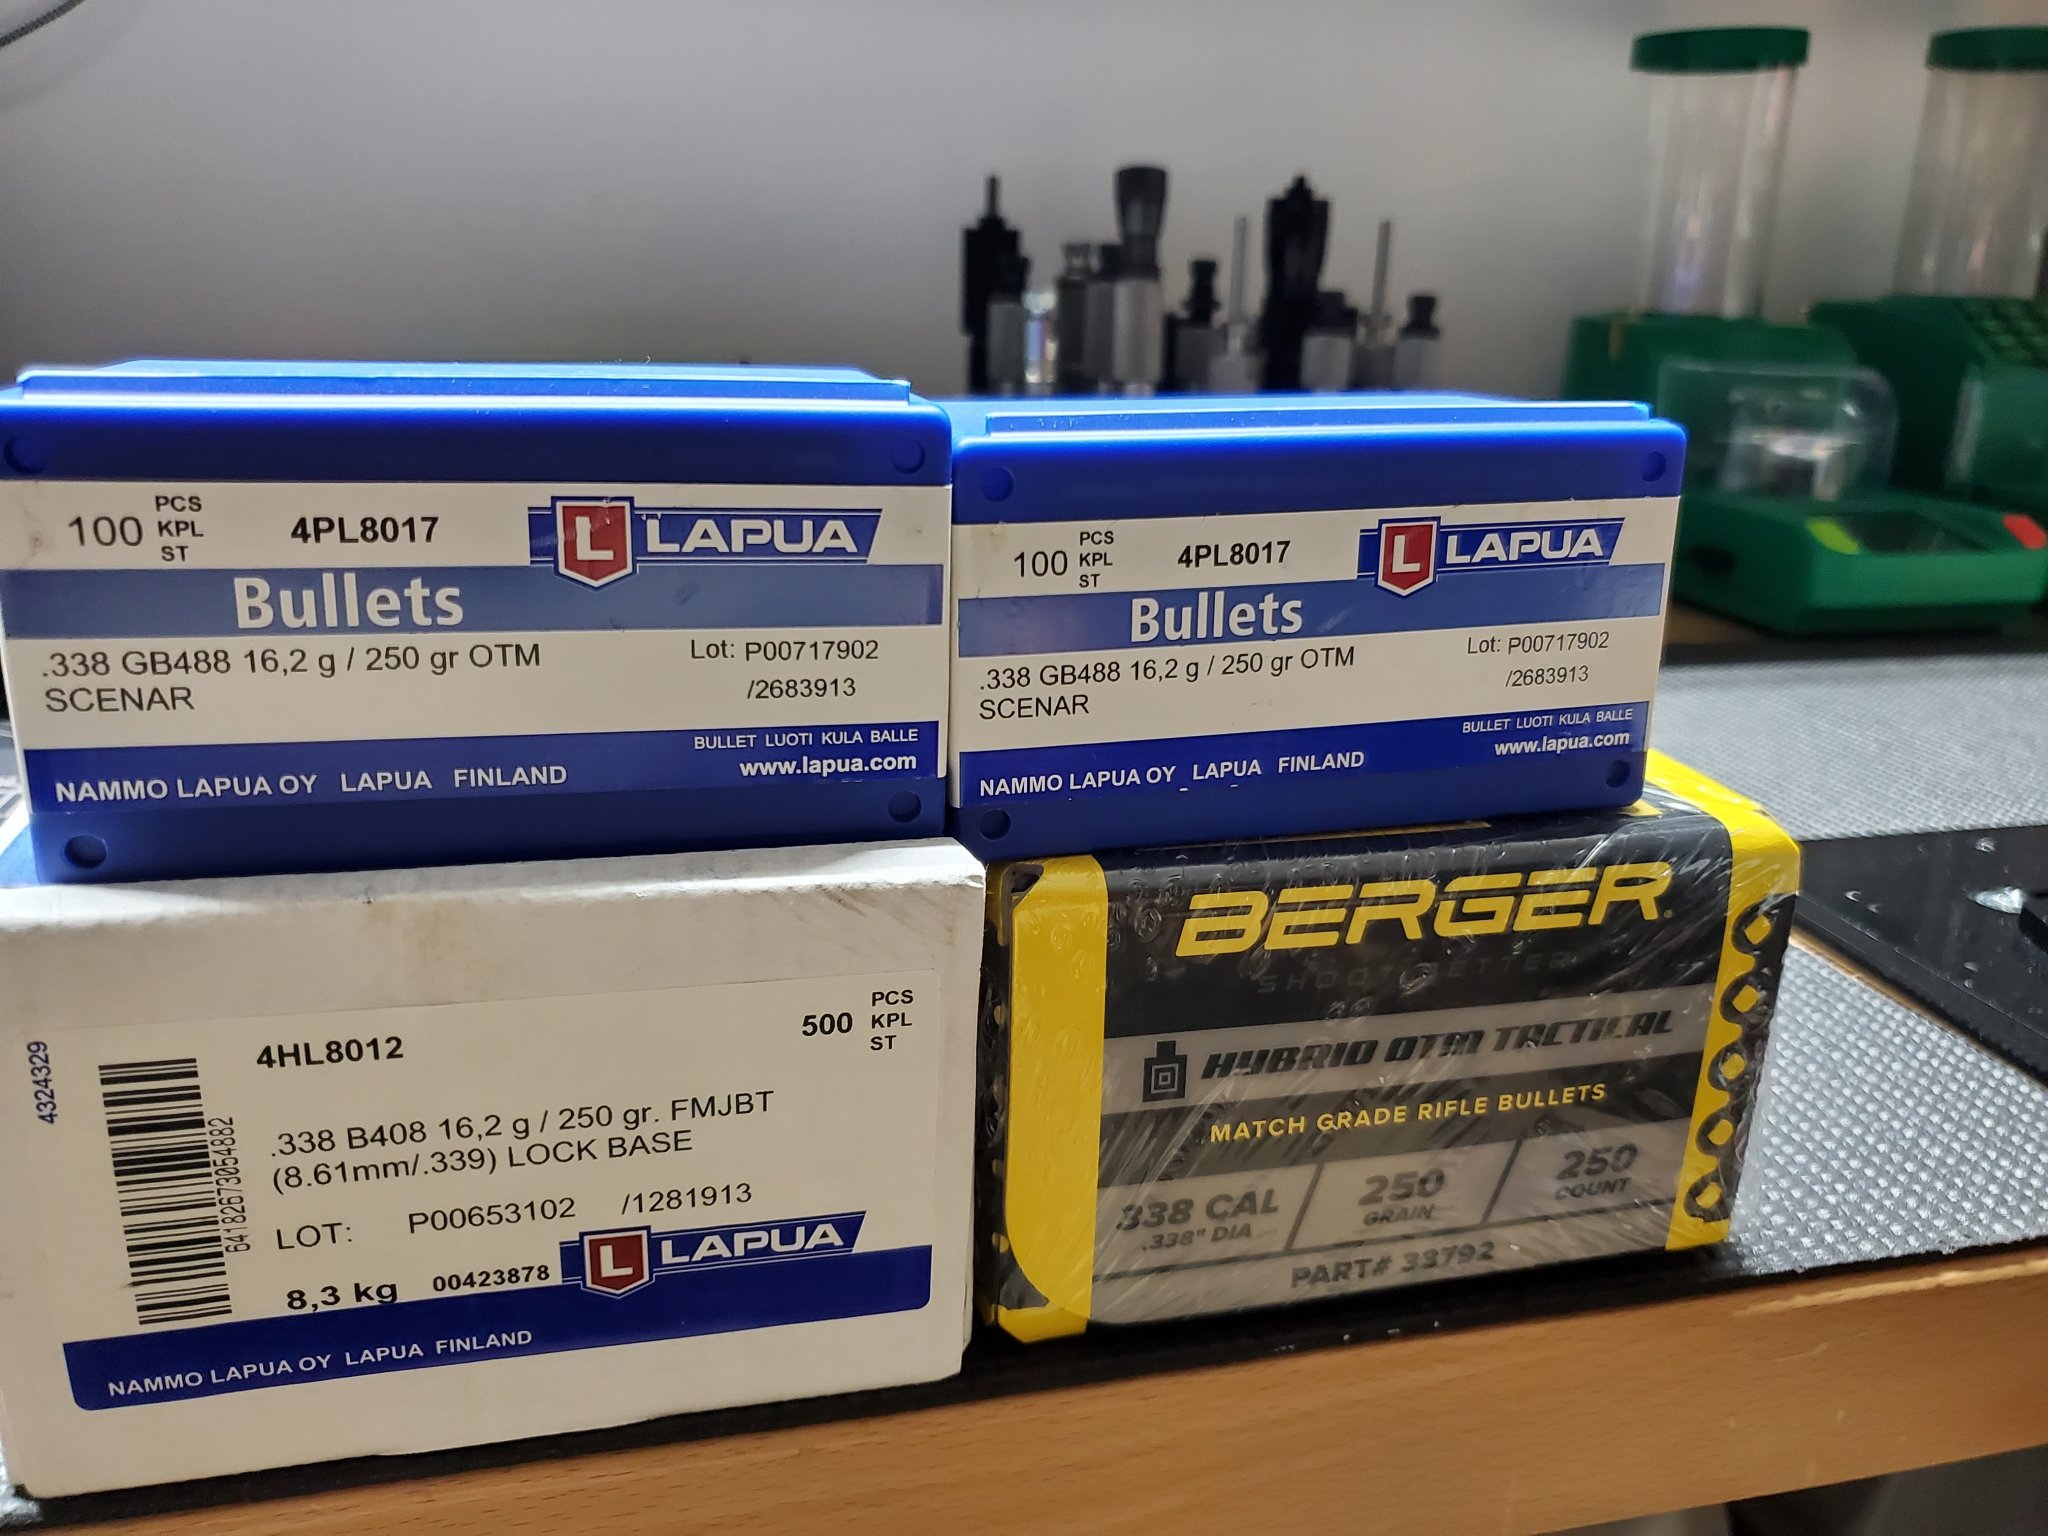 100 PCS
KPL
ST
4PL8017
LAPUA
Bullets
.338 GB488 16,2 g / 250 gr OTM
SCENAR
Lot: P00717902
/2683913
BULLET LUOTI KULA BALLE
www.lapua.com
NAMMO LAPUA OY LAPUA FINLAND
100 PCS
KPL
ST
4PL8017
LAPUA
Bullets
.338 GB488 16,2 g / 250 gr OTM
SCENAR
Lot: P00717902
/2683913
BULLET LUOTI KULA BALLE
www.lapua.com
NAMMO LAPUA OY LAPUA FINLAND
4324329
64182673054882
4HL8012
500 PCS
KPL
ST
.338 B408 16,2 g / 250 gr. FMJBT
(8.61mm/.339) LOCK BASE
LOT: P00653102 /1281913
8,3 kg 00423878
LAPUA
NAMMO LAPUA OY LAPUA FINLAND
BERGER
SHOOT BETTER
HYBRID OTM TACTICAL
MATCH GRADE RIFLE BULLETS
338 CAL
.338" DIA
250
GRAIN
250
COUNT
PART# 33792